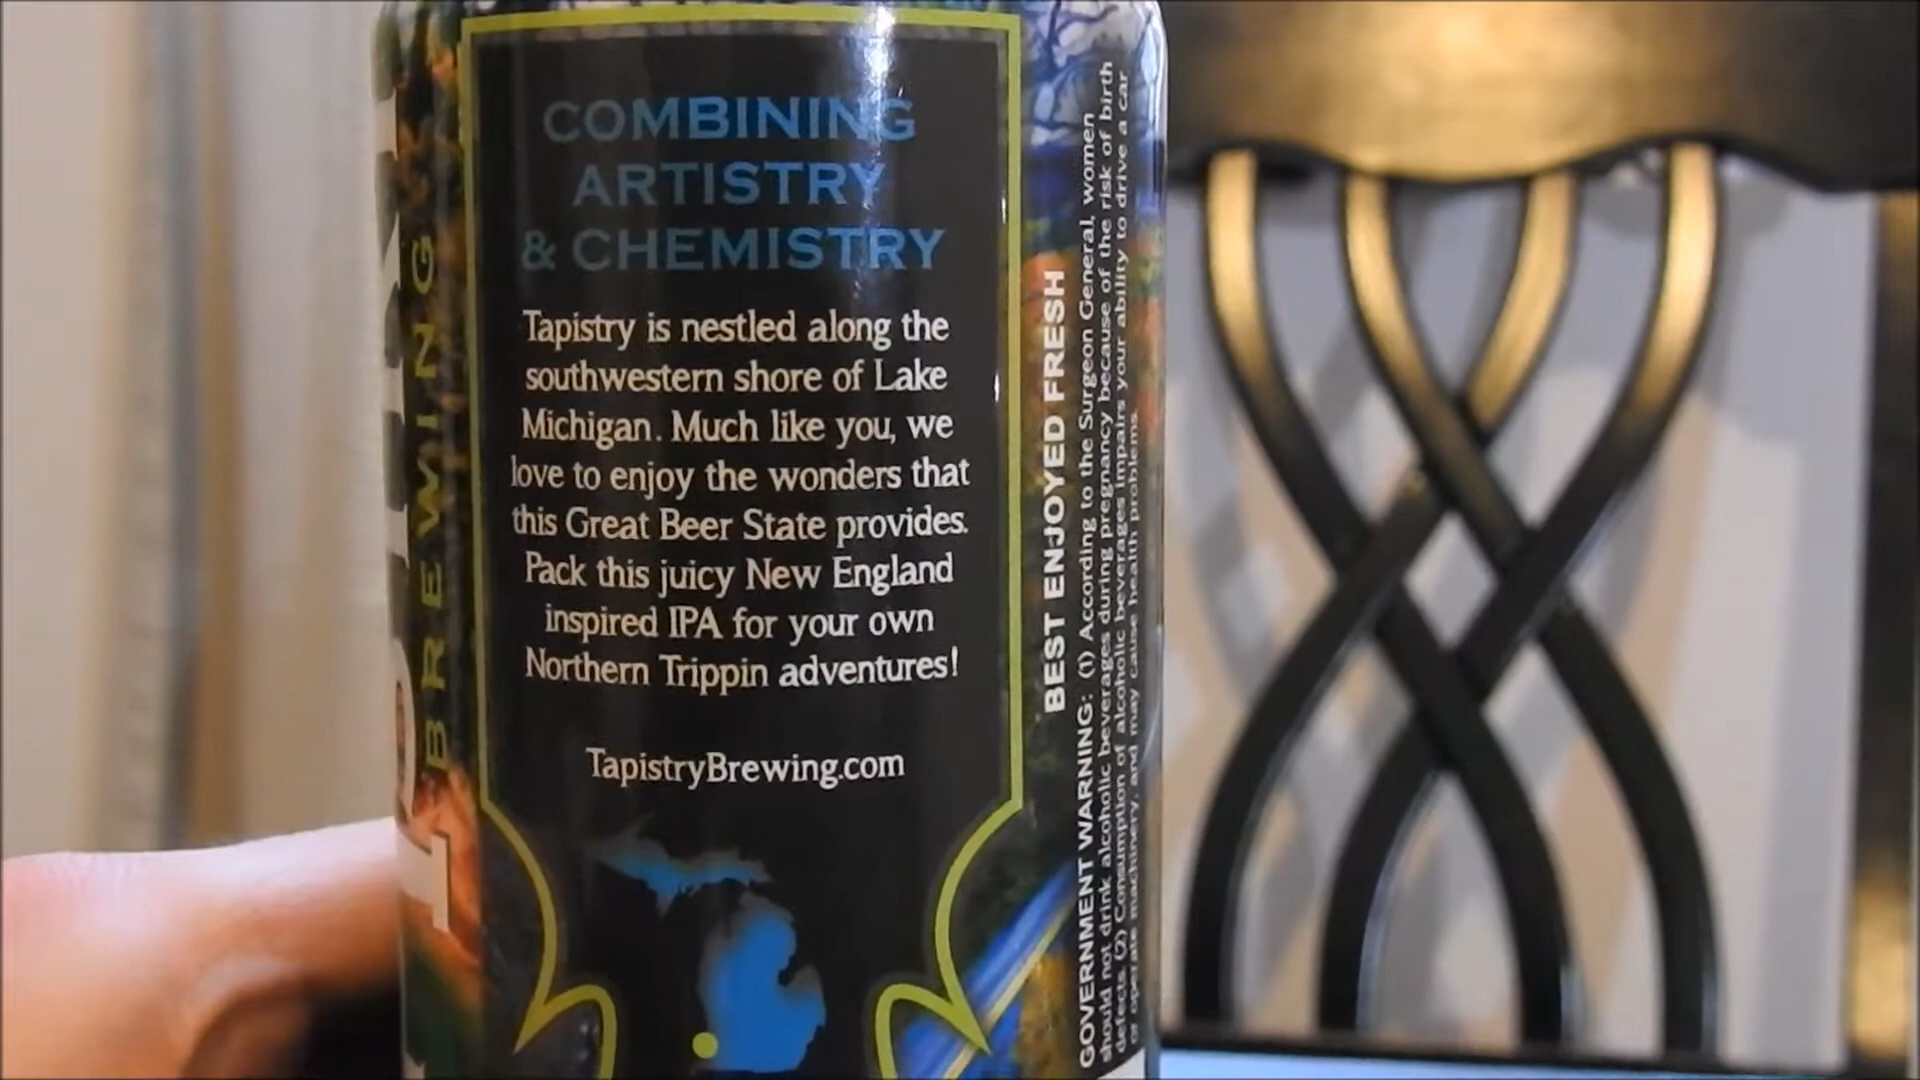 BREWING
COMBINING
ARTISTRY
& CHEMISTRY
Tapistry is nestled along the
southwestern shore of Lake
Michigan. Much like you, we
love to enjoy the wonders that
this Great Beer State provides.
Pack this juicy New England
inspired IPA for your own
Northern Trippin adventures!
TapistryBrewing.com
BEST ENJOYED FRESH
GOVERNMENT WARNING: (1) According to the Surgeon General, women
should not drink alcoholic beverages during pregnancy because of the risk of birth
defects. (2) Consumption of alcoholic beverages impairs your ability to drive a car
or operate machinery, and may cause health problems.